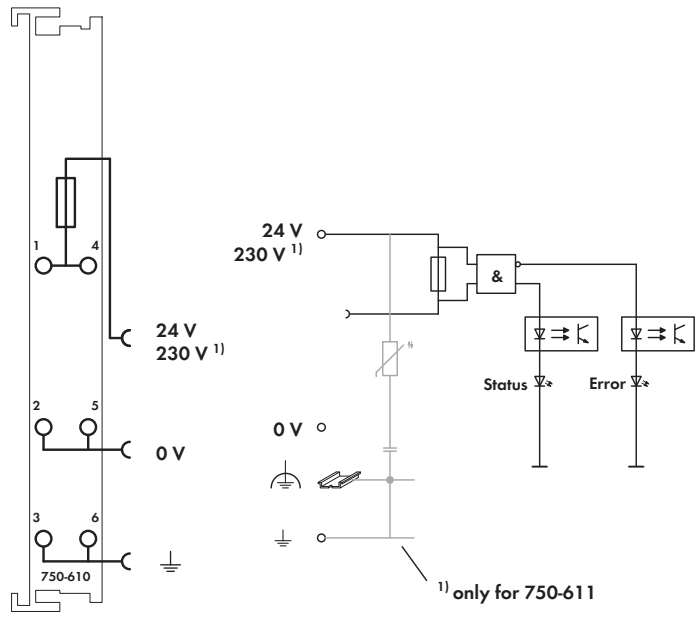 1 4
24 V
230 V 1)
2 5
0 V
3 6
750-610
24 V
230 V 1)
&
Status
Error
0 V
1) only for 750-611